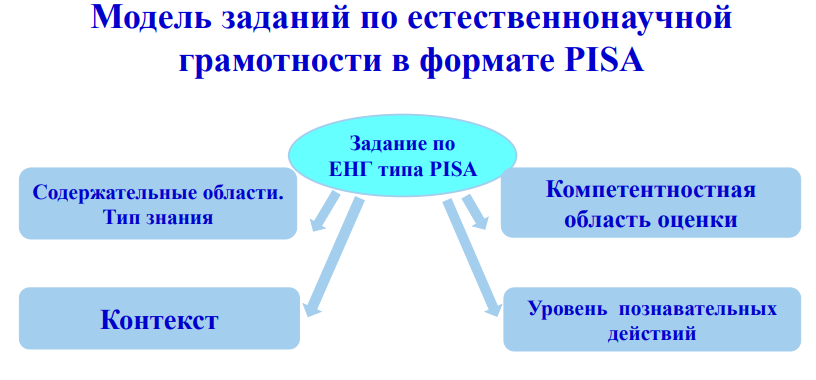 Модель заданий по естественнонаучной
грамотности в формате PISA
Задание по
ЕНГ типа PISA
Содержательные области.
Тип знания
Компетентностная
область оценки
Контекст
Уровень познавательных
действий